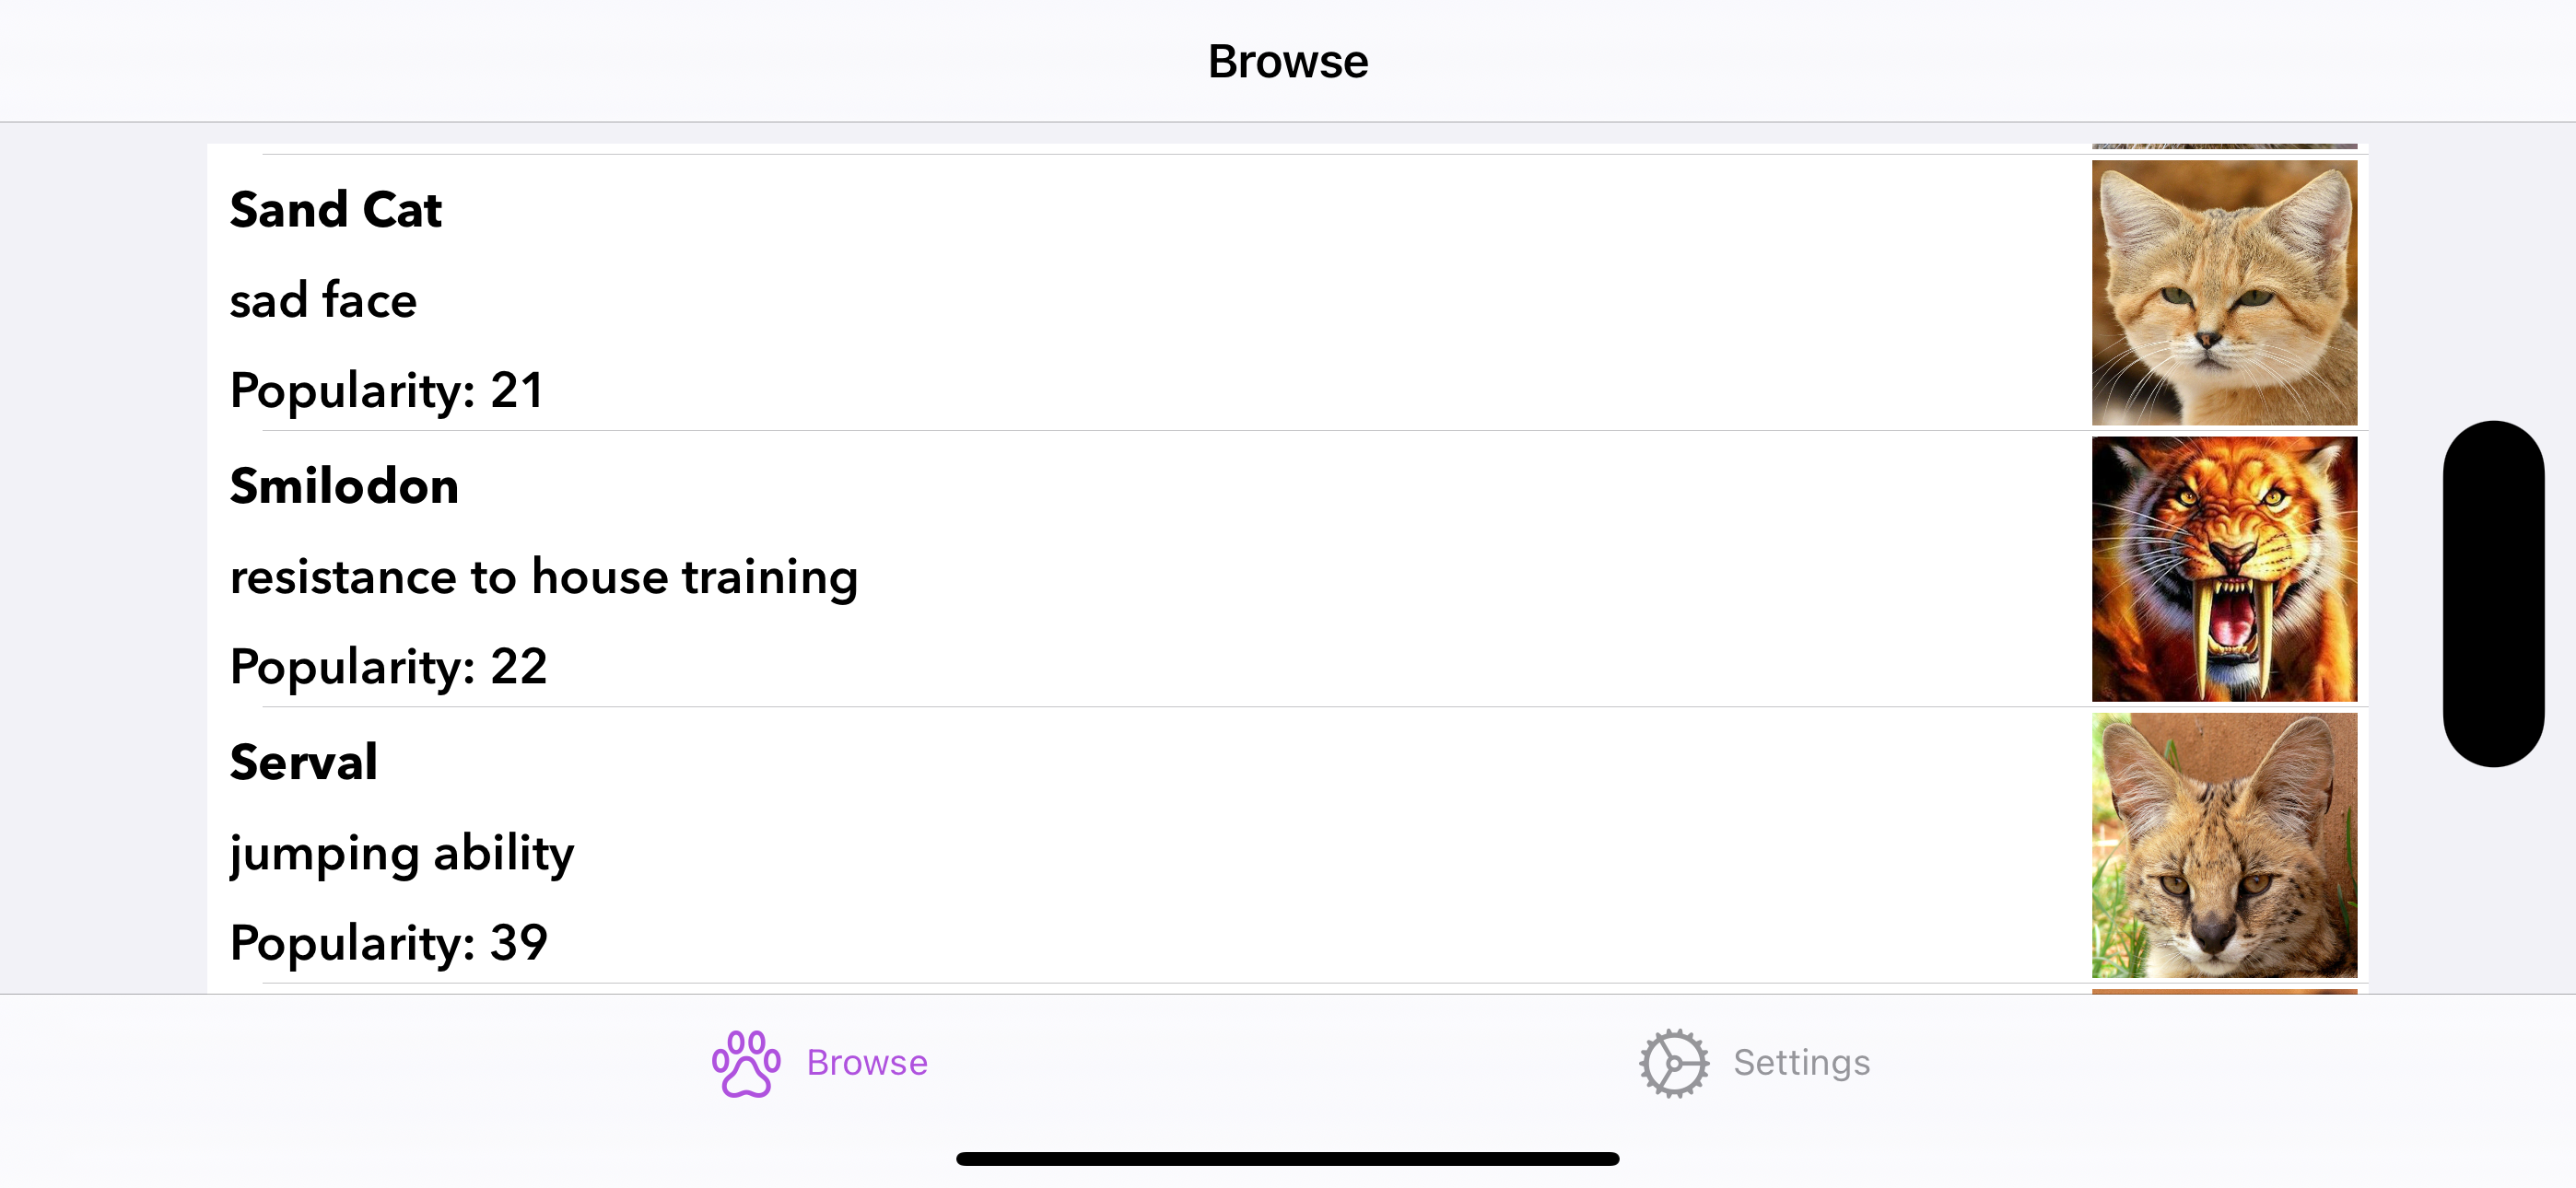 Browse
Sand Cat
sad face
Popularity: 21
Smilodon
resistance to house training
Popularity: 22
Serval
jumping ability
Popularity: 39
Browse
Settings